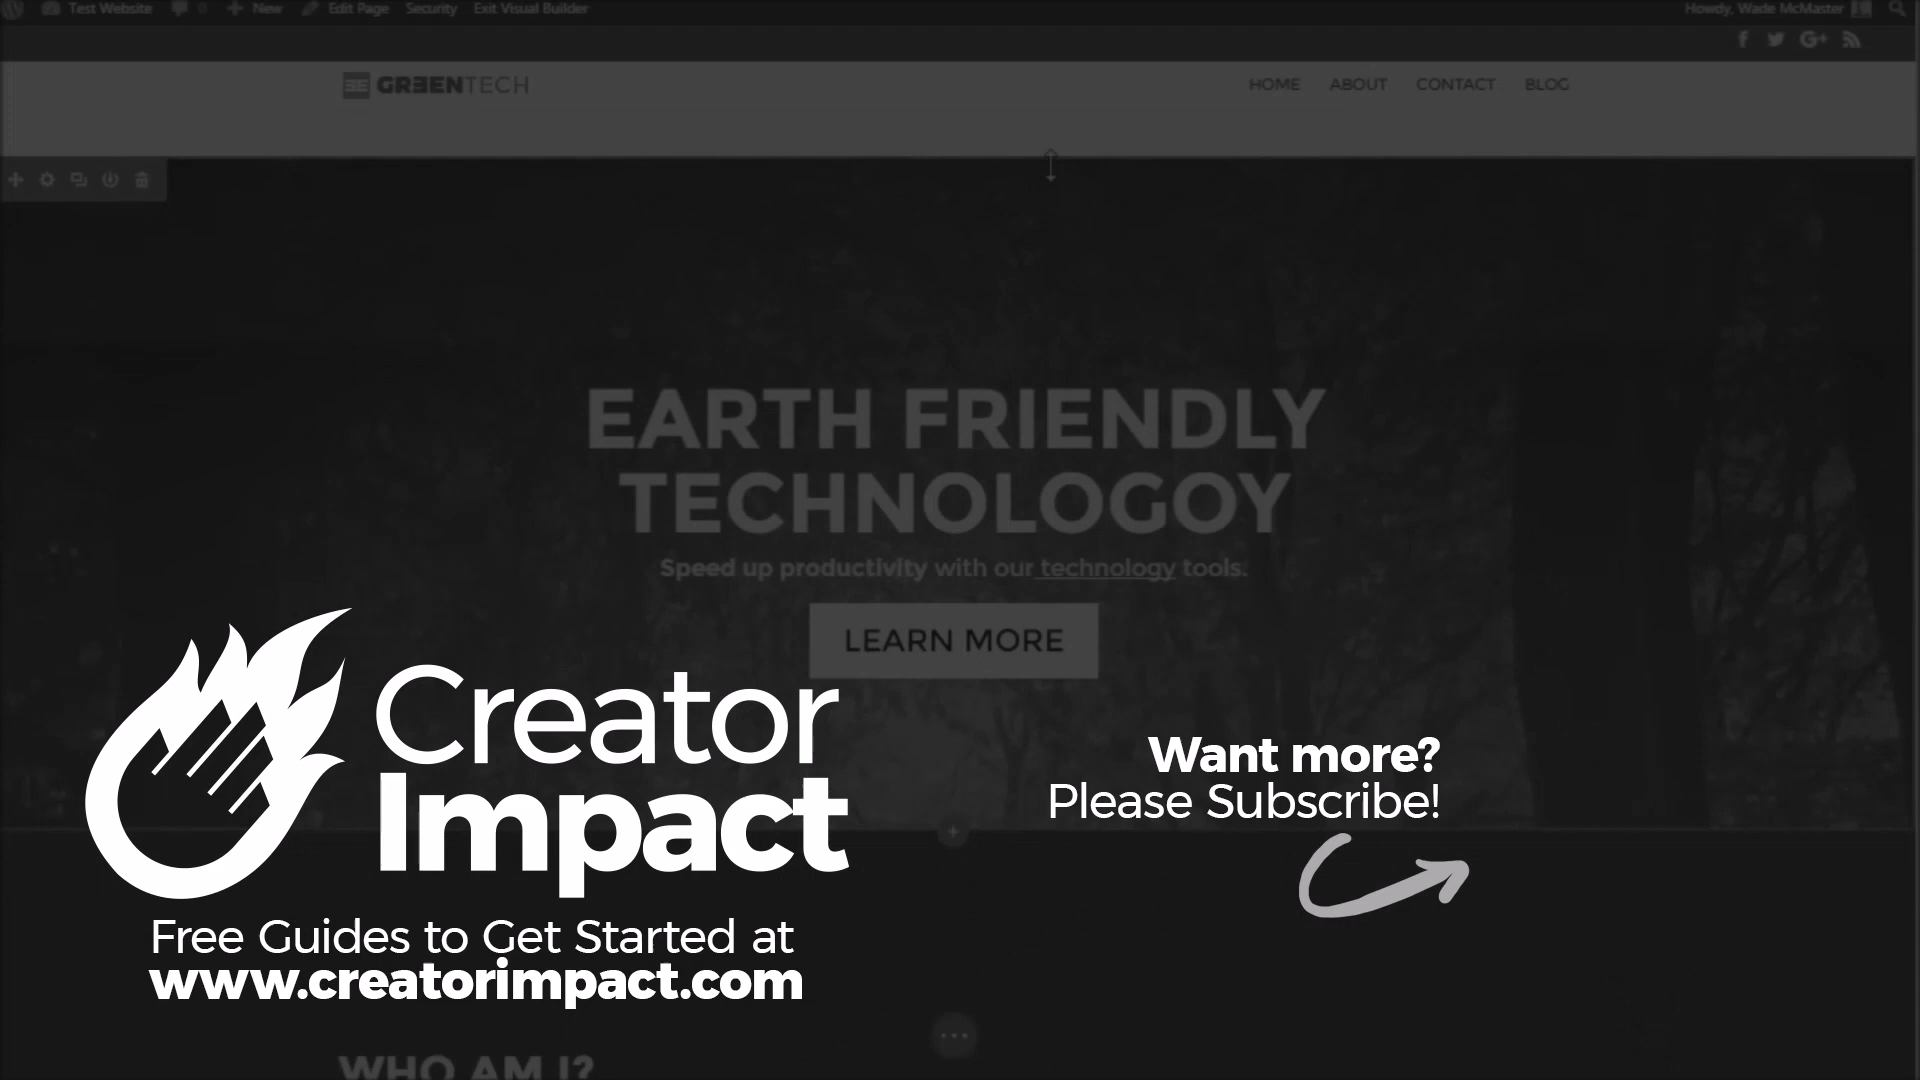 Test Website 0 New Edit Page Security Exit Visual Builder Howdy, Wade McMaster
GREENTECH HOME ABOUT CONTACT BLOG
EARTH FRIENDLY
TECHNOLOGOY
Speed up productivity with our technology tools.
LEARN MORE
Creator
Impact
Want more?
Please Subscribe!
Free Guides to Get Started at
www.creatorimpact.com
WHO AM I?